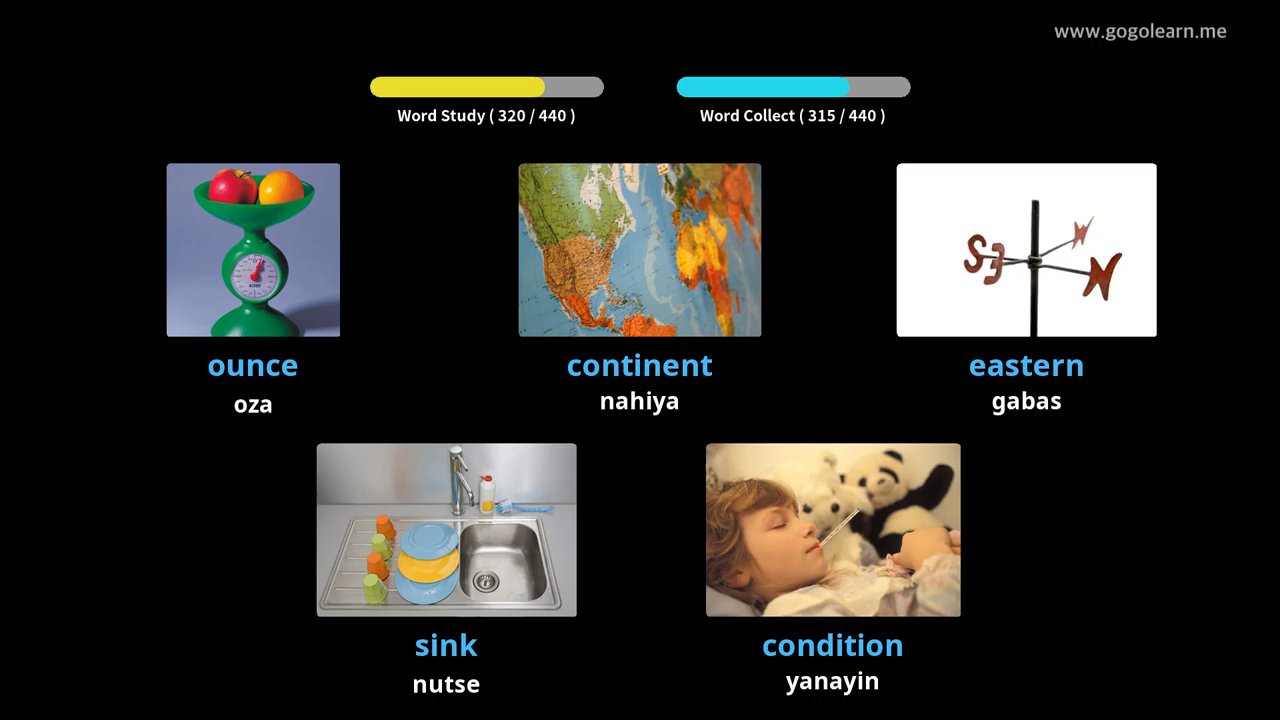 www.gogolearn.me
Word Study ( 320 / 440 )
Word Collect ( 315 / 440 )
ounce
oza
continent
nahiya
eastern
gabas
sink
nutse
condition
yanayin